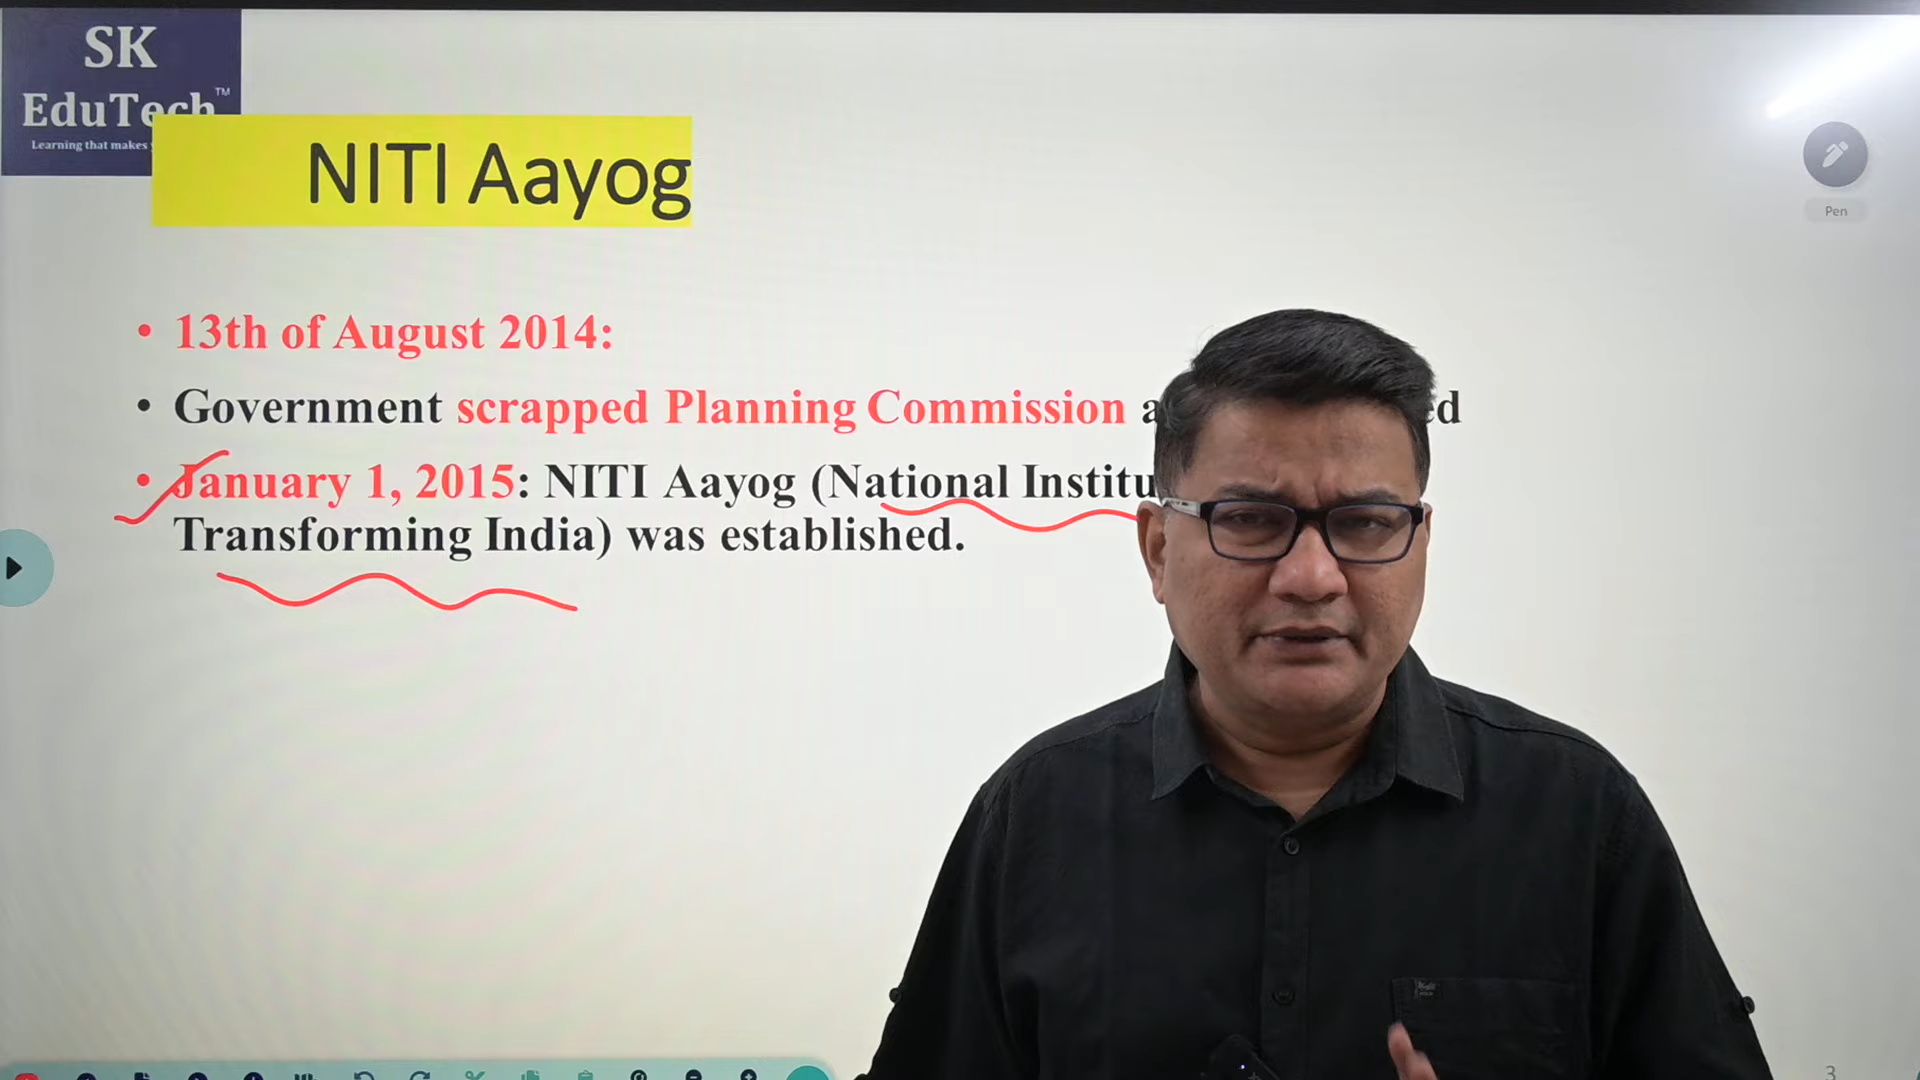 SK
EduTech™
Learning that makes
NITI Aayog
Pen
• 13th of August 2014:
• Government scrapped Planning Commission
• January 1, 2015: NITI Aayog (National
Transforming India) was established.
3